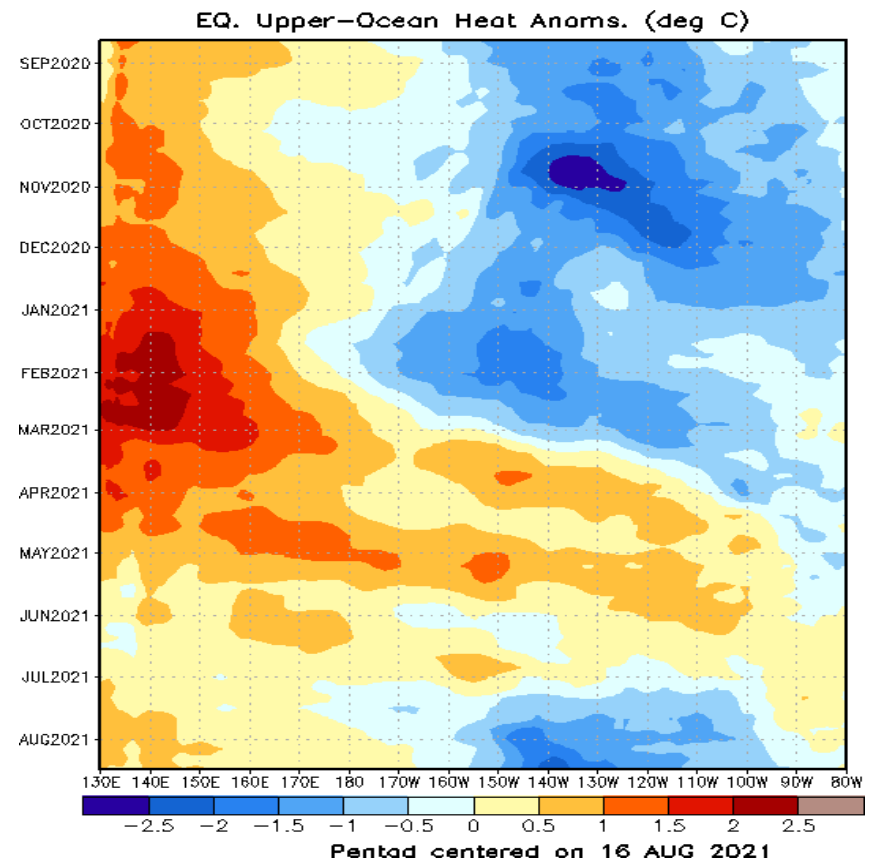 EQ. Upper-Ocean Heat Anams. (deg C)
SEP2020
OCT2020
NOV2020
DEC2020
JAN2021
FEB2021
MAR2021
APR2021
MAY2021
JUN2021
JUL2021
AUG2021
130E 140E 150E 160E 170E 180 170W 160W 150W 140W 130W 120W 110W 100W 90W 80W
-2.5 -2 -1.5 -1 -0.5 0 0.5 1 1.5 2 2.5
Pentad centered on 16 AUG 2021